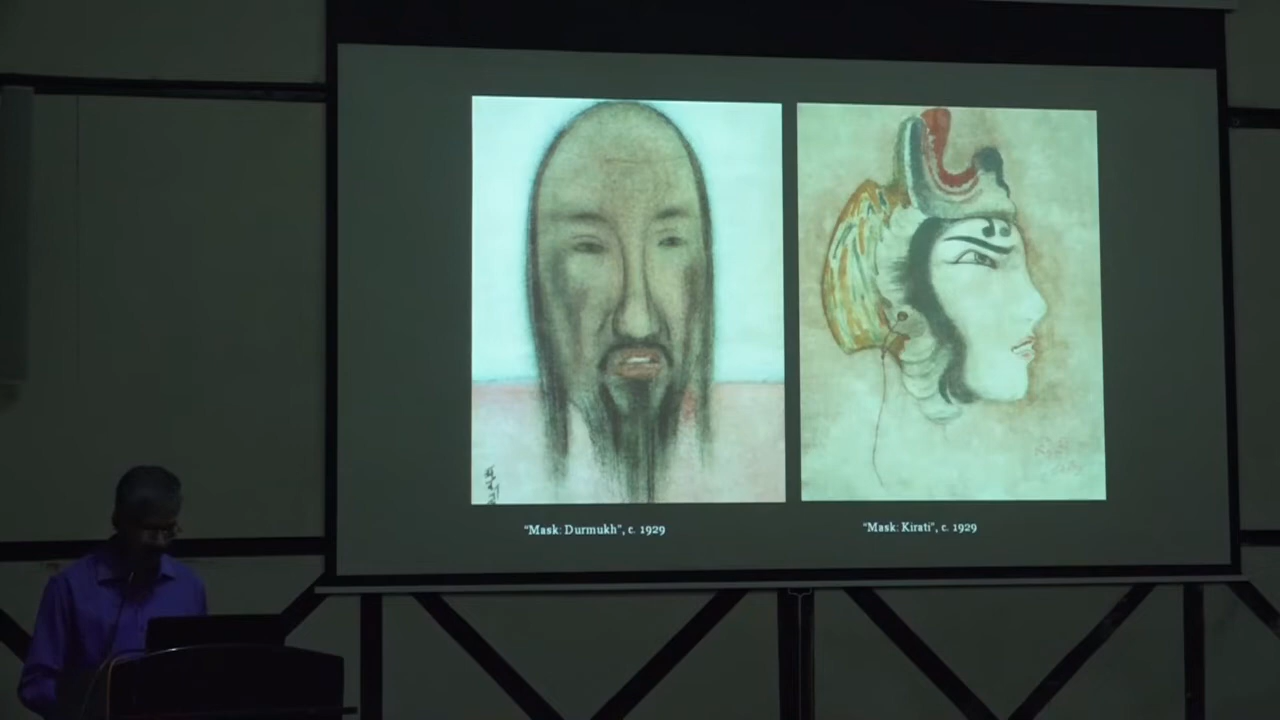 "Mask: Durmukh", c. 1929
"Mask: Kirati", c. 1929